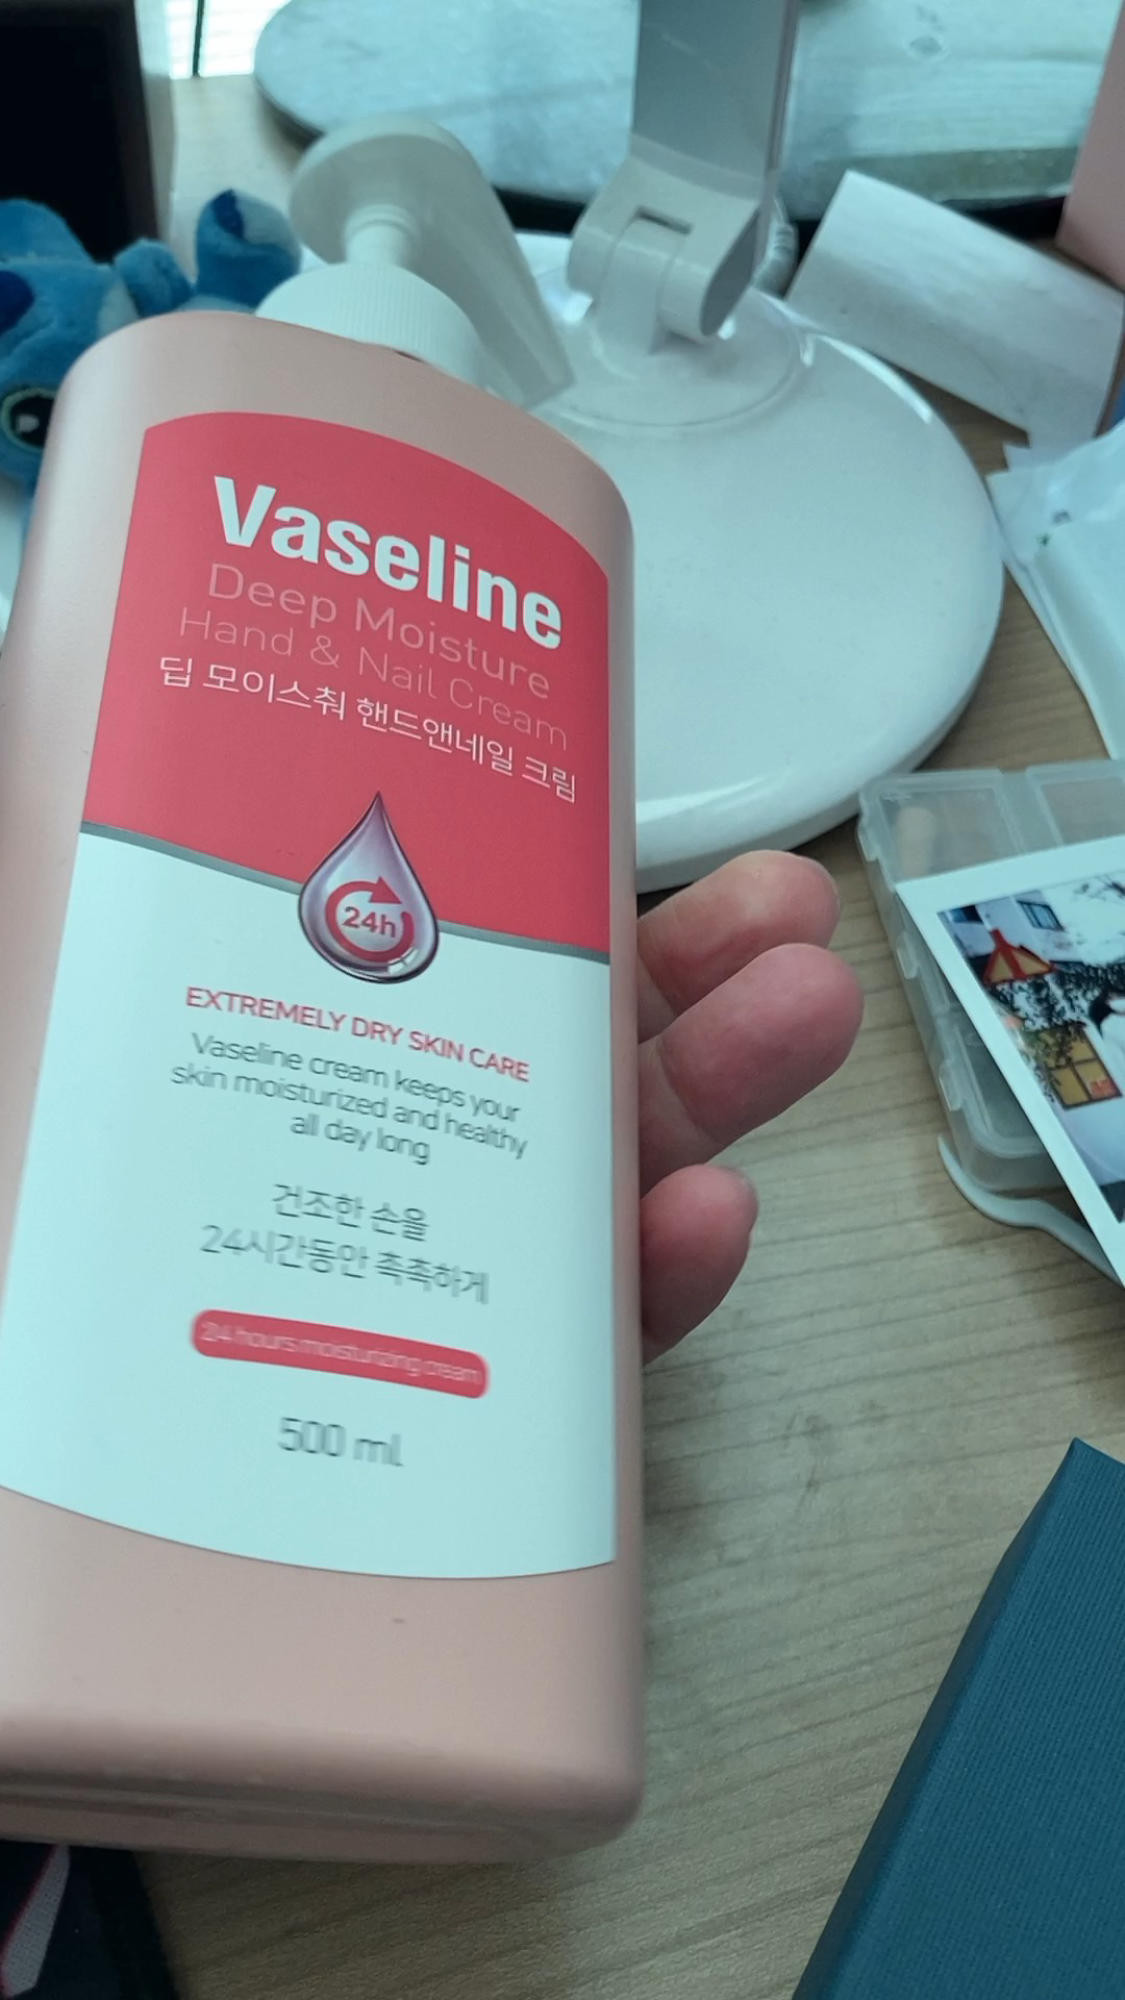 Vaseline
Deep Moisture
Hand & Nail Cream
딥 모이스춰 핸드앤네일 크림
24h
EXTREMELY DRY SKIN CARE
Vaseline cream keeps your
skin moisturized and healthy
all day long
건조한 손을
24시간동안 촉촉하게
24 hours moisturizing cream
500 ml